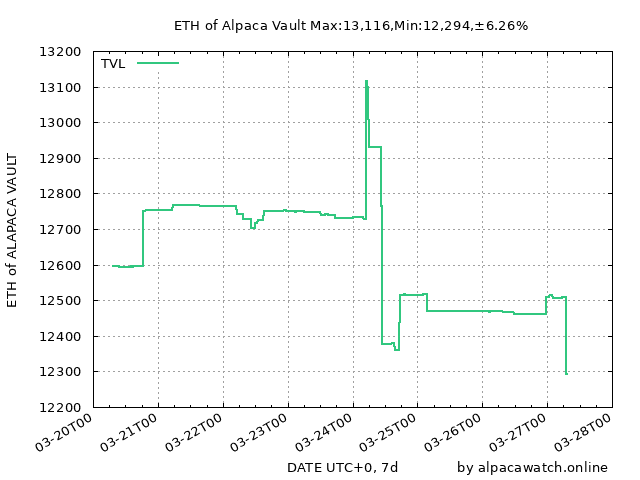 ETH of Alpaca Vault Max:13,116,Min:12,294,±6.26%
TVL
ETH of ALAPACA VAULT
13200
13100
13000
12900
12800
12700
12600
12500
12400
12300
12200
03-20T00
03-21T00
03-22T00
03-23T00
03-24T00
03-25T00
03-26T00
03-27T00
03-28T00
DATE UTC+0, 7d
by alpacawatch.online